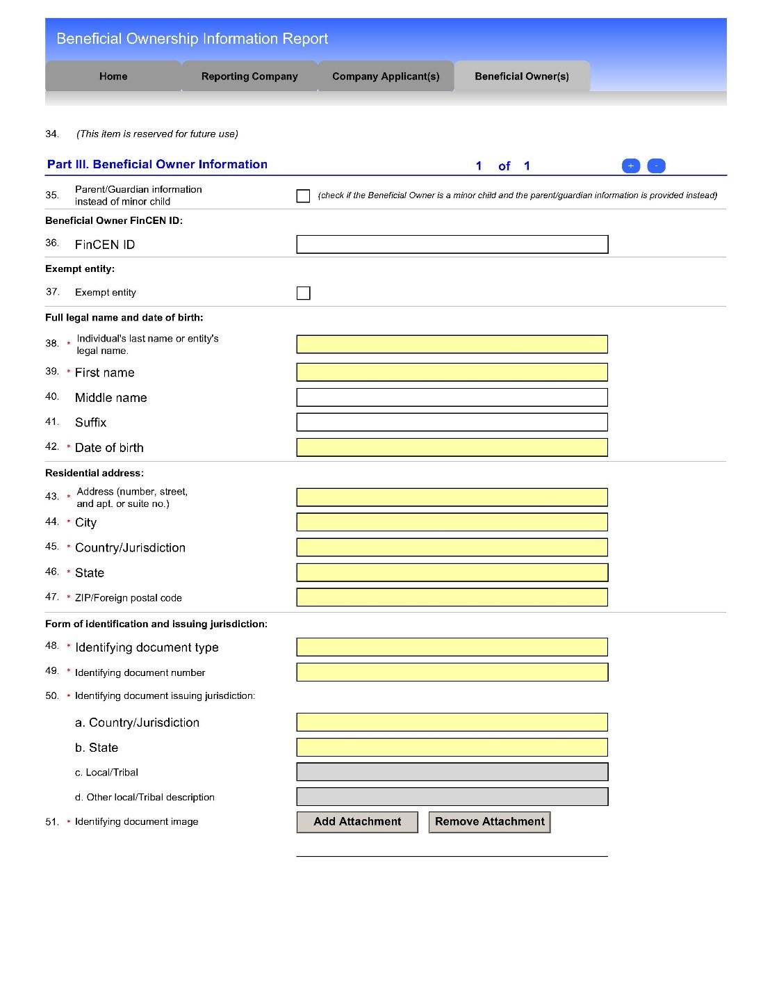 Beneficial Ownership Information Report
Home Reporting Company Company Applicant(s) Beneficial Owner(s)
34. (This item is reserved for future use)
Part III. Beneficial Owner Information 1 of 1 + -
35. Parent/Guardian information
instead of minor child (check if the Beneficial Owner is a minor child and the parent/guardian information is provided instead)
Beneficial Owner FinCEN ID:
36. FinCEN ID
Exempt entity:
37. Exempt entity
Full legal name and date of birth:
38. * Individual's last name or entity's
legal name.
39. * First name
40. Middle name
41. Suffix
42. * Date of birth
Residential address:
43. * Address (number, street,
and apt. or suite no.)
44. * City
45. * Country/Jurisdiction
46. * State
47. * ZIP/Foreign postal code
Form of identification and issuing jurisdiction:
48. * Identifying document type
49. * Identifying document number
50. * Identifying document issuing jurisdiction:
a. Country/Jurisdiction
b. State
c. Local/Tribal
d. Other local/Tribal description
51. * Identifying document image Add Attachment Remove Attachment